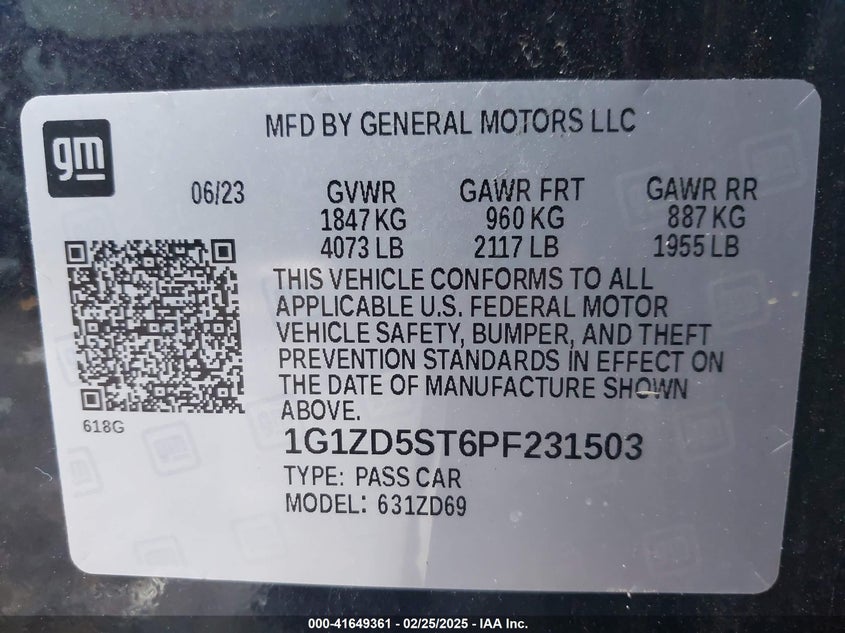 gm
MFD BY GENERAL MOTORS LLC
06/23 GVWR GAWR FRT GAWR RR
1847 KG 960 KG 887 KG
4073 LB 2117 LB 1955 LB
THIS VEHICLE CONFORMS TO ALL
APPLICABLE U.S. FEDERAL MOTOR
VEHICLE SAFETY, BUMPER, AND THEFT
PREVENTION STANDARDS IN EFFECT ON
THE DATE OF MANUFACTURE SHOWN
ABOVE.
618G
1G1ZD5ST6PF231503
TYPE: PASS CAR
MODEL: 631ZD69
000-41649361 - 02/25/2025 - IAA Inc.